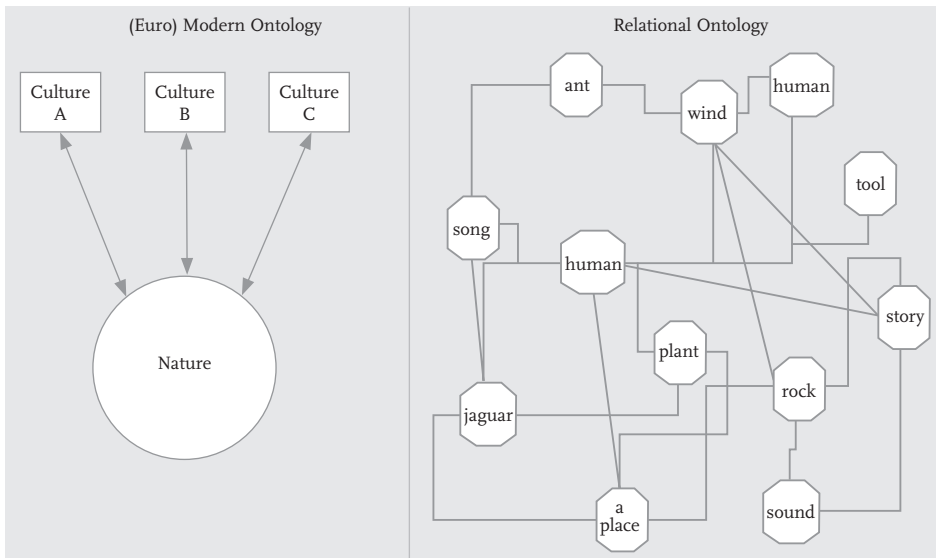 (Euro) Modern Ontology
Culture
A
Culture
B
Culture
C
Nature
Relational Ontology
ant
human
wind
tool
song
human
story
plant
rock
jaguar
a
place
sound